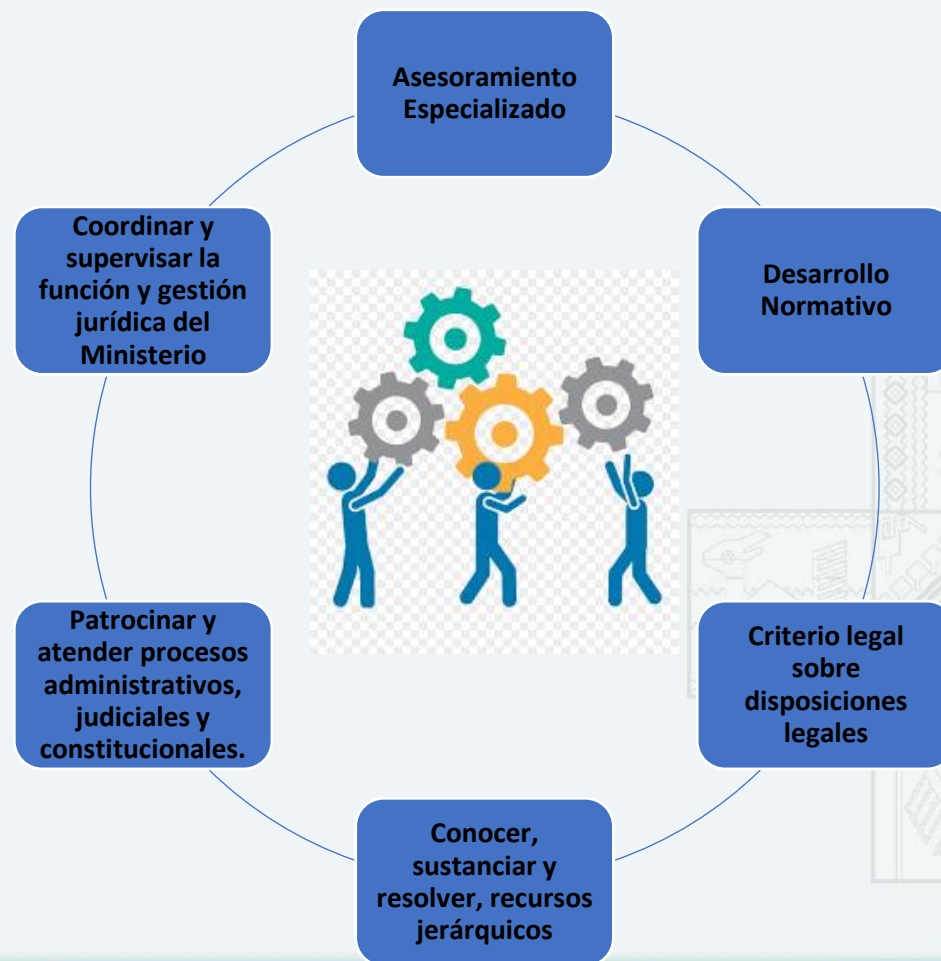 Asesoramiento
Especializado
Desarrollo
Normativo
Criterio legal
sobre
disposiciones
legales
Conocer,
sustanciar y
resolver, recursos
jerárquicos
Patrocinar y
atender procesos
administrativos,
judiciales y
constitucionales.
Coordinar y
supervisar la
función y gestión
jurídica del
Ministerio